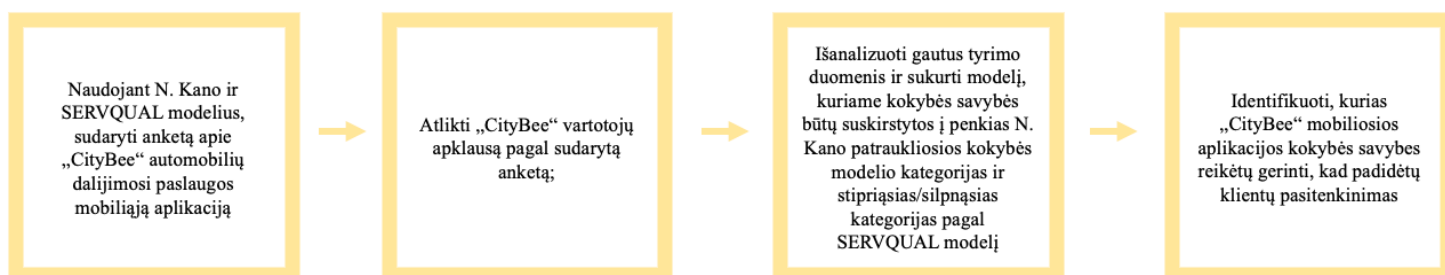 Naudojant N. Kano ir
SERVQUAL modelius,
sudaryti anketą apie
„CityBee“ automobilių
dalijimosi paslaugos
mobiliąją aplikaciją
Atlikti „CityBee“ vartotojų
apklausą pagal sudarytą
anketą;
Išanalizuoti gautus tyrimo
duomenis ir sukurti modelį,
kuriame kokybės savybės
būtų suskirstytos į penkias N.
Kano patraukliosios kokybės
modelio kategorijas ir
stipriąsias/silpnąsias
kategorijas pagal
SERVQUAL modelį
Identifikuoti, kurias
„CityBee“ mobiliosios
aplikacijos kokybės savybes
reikėtų gerinti, kad padidėtų
klientų pasitenkinimas